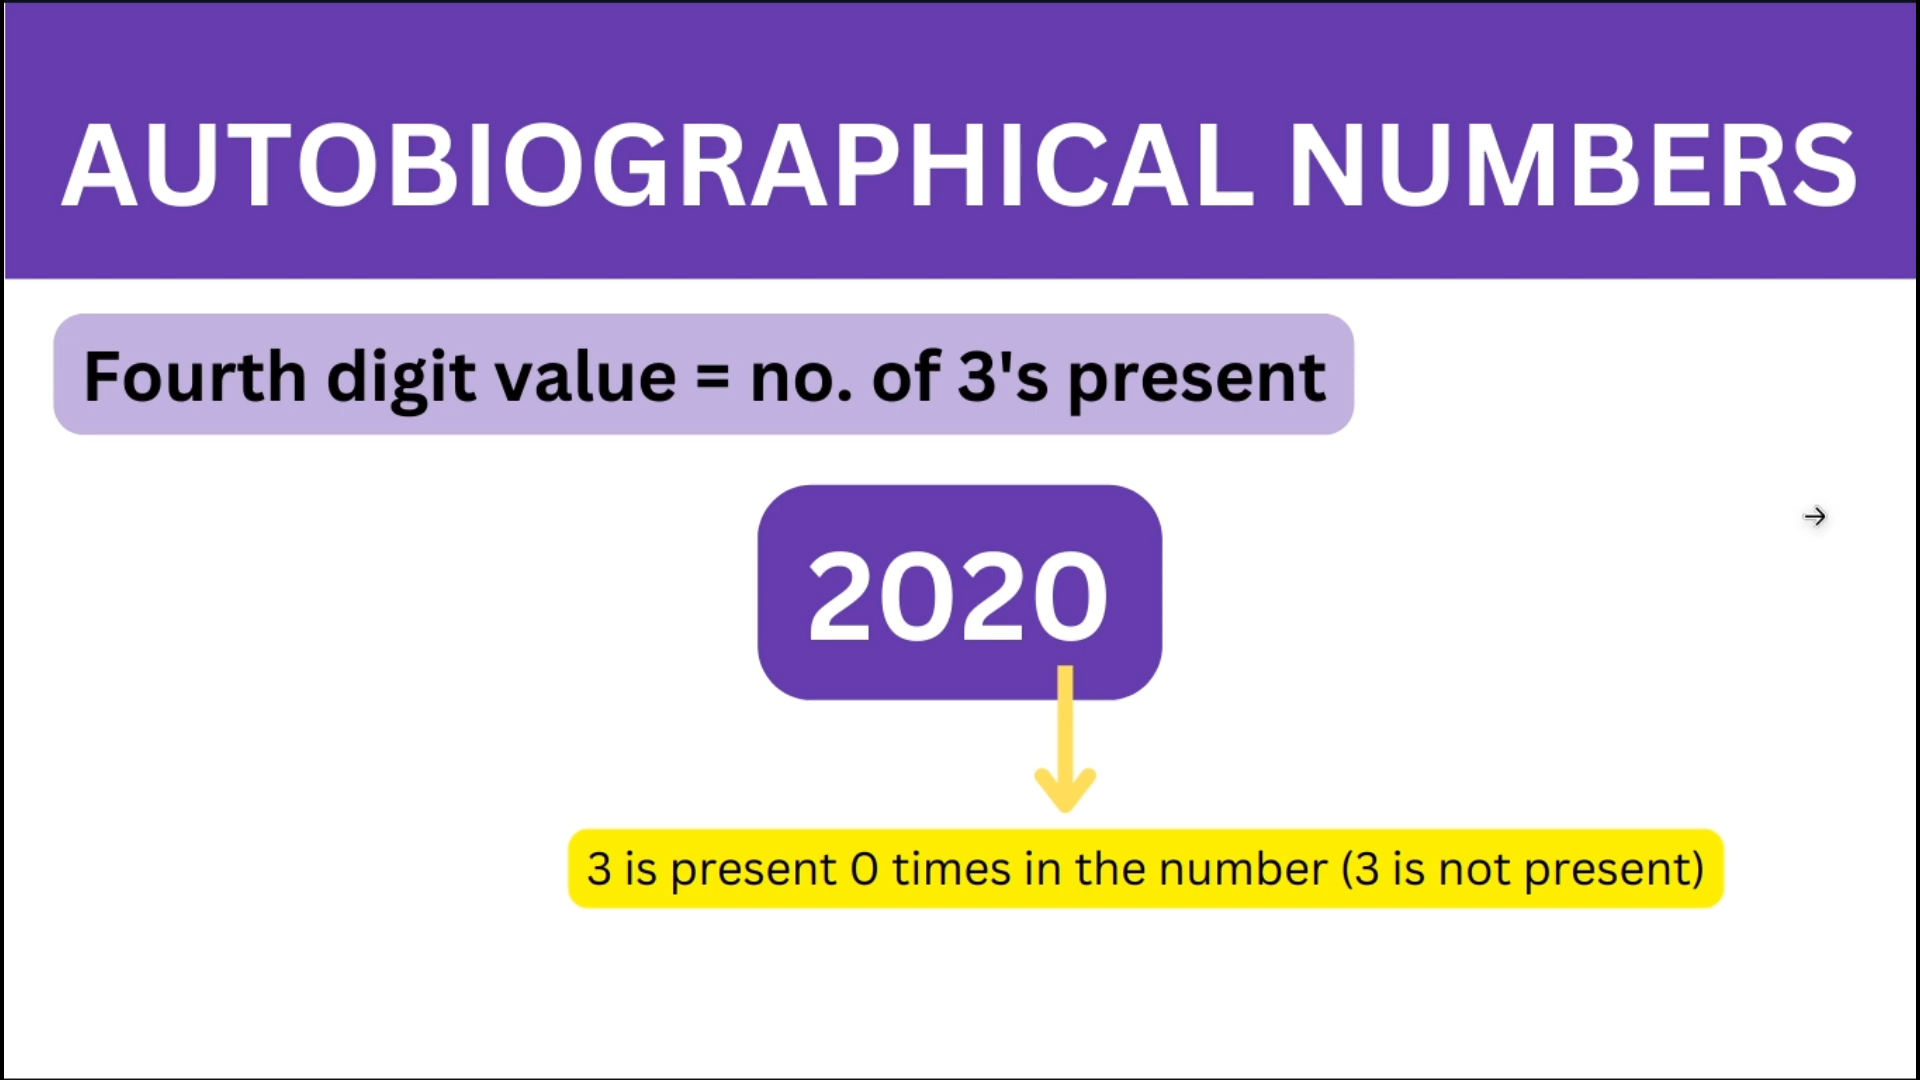 AUTOBIOGRAPHICAL NUMBERS
Fourth digit value = no. of 3's present
2020
3 is present 0 times in the number (3 is not present)